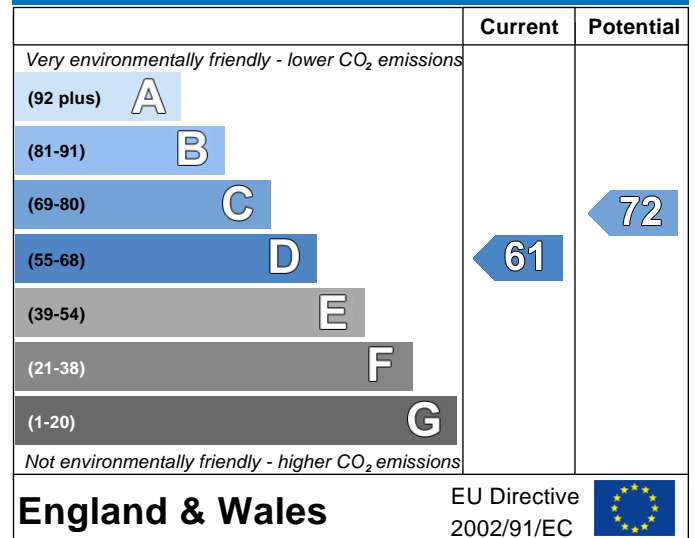 Current Potential
Very environmentally friendly - lower CO₂ emissions
(92 plus) A
(81-91) B
(69-80) C 72
(55-68) D 61
(39-54) E
(21-38) F
(1-20) G
Not environmentally friendly - higher CO₂ emissions
England & Wales
EU Directive
2002/91/EC